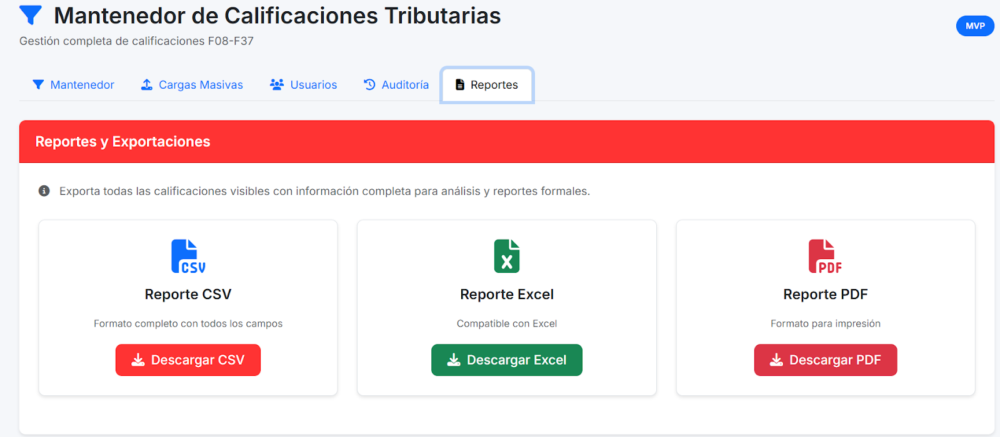 Mantenedor de Calificaciones Tributarias
MVP
Gestión completa de calificaciones F08-F37
Mantenedor
Cargas Masivas
Usuarios
Auditoría
Reportes
Reportes y Exportaciones
Exporta todas las calificaciones visibles con información completa para análisis y reportes formales.
CSV
Reporte CSV
Formato completo con todos los campos
Descargar CSV
X
Reporte Excel
Compatible con Excel
Descargar Excel
PDF
Reporte PDF
Formato para impresión
Descargar PDF